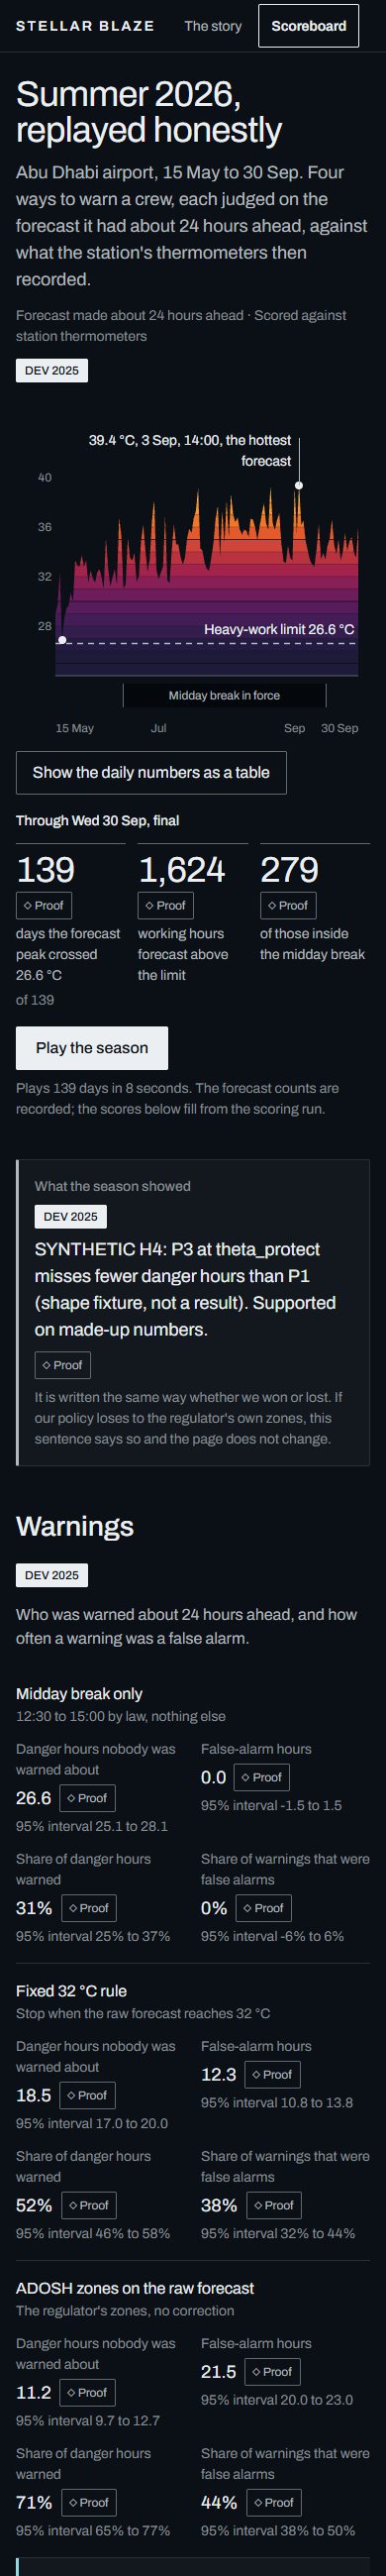 STELLAR BLAZE
The story
Scoreboard
Summer 2026,
replayed honestly
Abu Dhabi airport, 15 May to 30 Sep. Four
ways to warn a crew, each judged on the
forecast it had about 24 hours ahead, against
what the station's thermometers then
recorded.
Forecast made about 24 hours ahead · Scored against
station thermometers
DEV 2025
39.4 °C, 3 Sep, 14:00, the hottest
forecast
40
36
32
28
Heavy-work limit 26.6 °C
Midday break in force
15 May
Jul
Sep
30 Sep
Show the daily numbers as a table
Through Wed 30 Sep, final
139
◇ Proof
days the forecast
peak crossed
26.6 °C
of 139
1,624
◇ Proof
working hours
forecast above
the limit
279
◇ Proof
of those inside
the midday break
Play the season
Plays 139 days in 8 seconds. The forecast counts are
recorded; the scores below fill from the scoring run.
What the season showed
DEV 2025
SYNTHETIC H4: P3 at theta_protect
misses fewer danger hours than P1
(shape fixture, not a result). Supported
on made-up numbers.
◇ Proof
It is written the same way whether we won or lost. If
our policy loses to the regulator's own zones, this
sentence says so and the page does not change.
Warnings
DEV 2025
Who was warned about 24 hours ahead, and how
often a warning was a false alarm.
Midday break only
12:30 to 15:00 by law, nothing else
Danger hours nobody was
warned about
26.6 ◇ Proof
95% interval 25.1 to 28.1
False-alarm hours
0.0 ◇ Proof
95% interval -1.5 to 1.5
Share of danger hours
warned
31% ◇ Proof
95% interval 25% to 37%
Share of warnings that were
false alarms
0% ◇ Proof
95% interval -6% to 6%
Fixed 32 °C rule
Stop when the raw forecast reaches 32 °C
Danger hours nobody was
warned about
18.5 ◇ Proof
95% interval 17.0 to 20.0
False-alarm hours
12.3 ◇ Proof
95% interval 10.8 to 13.8
Share of danger hours
warned
52% ◇ Proof
95% interval 46% to 58%
Share of warnings that were
false alarms
38% ◇ Proof
95% interval 32% to 44%
ADOSH zones on the raw forecast
The regulator's zones, no correction
Danger hours nobody was
warned about
11.2 ◇ Proof
95% interval 9.7 to 12.7
False-alarm hours
21.5 ◇ Proof
95% interval 20.0 to 23.0
Share of danger hours
warned
71% ◇ Proof
95% interval 65% to 77%
Share of warnings that were
false alarms
44% ◇ Proof
95% interval 38% to 50%